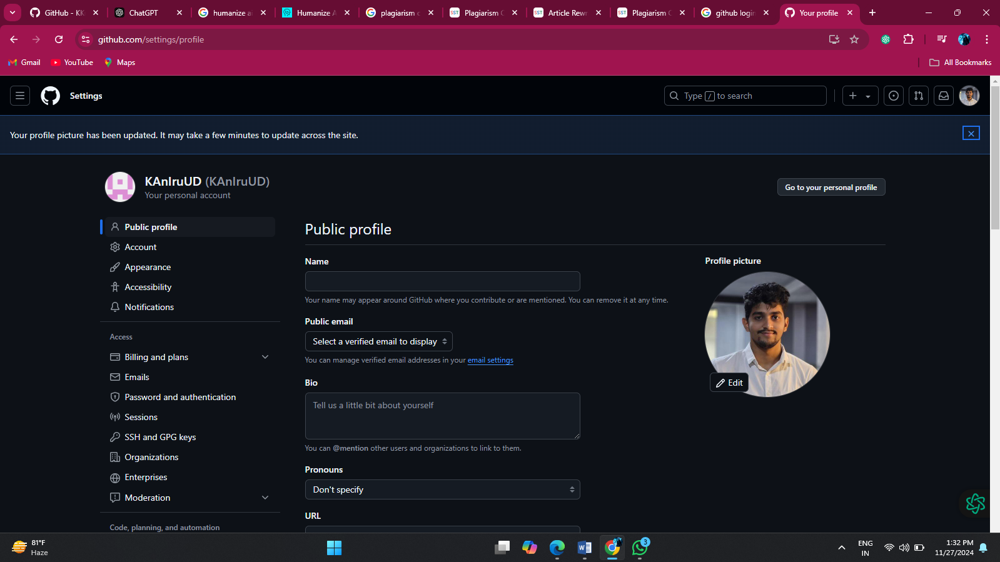 GitHub - KK
ChatGPT
humanize ai
Humanize A
plagiarism c
Plagiarism C
Article Rewr
Plagiarism C
github login
Your profile
github.com/settings/profile
Gmail
YouTube
Maps
All Bookmarks
Settings
Type / to search
Your profile picture has been updated. It may take a few minutes to update across the site.
KAnIruUD (KAnIruUD)
Your personal account
Go to your personal profile
Public profile
Account
Appearance
Accessibility
Notifications
Access
Billing and plans
Emails
Password and authentication
Sessions
SSH and GPG keys
Organizations
Enterprises
Moderation
Code, planning, and automation
Public profile
Name
Your name may appear around GitHub where you contribute or are mentioned. You can remove it at any time.
Public email
Select a verified email to display
You can manage verified email addresses in your email settings
Bio
Tell us a little bit about yourself
You can @mention other users and organizations to link to them.
Pronouns
Don't specify
URL
Profile picture
Edit
81°F
Haze
3
ENG
IN
1:32 PM
11/27/2024